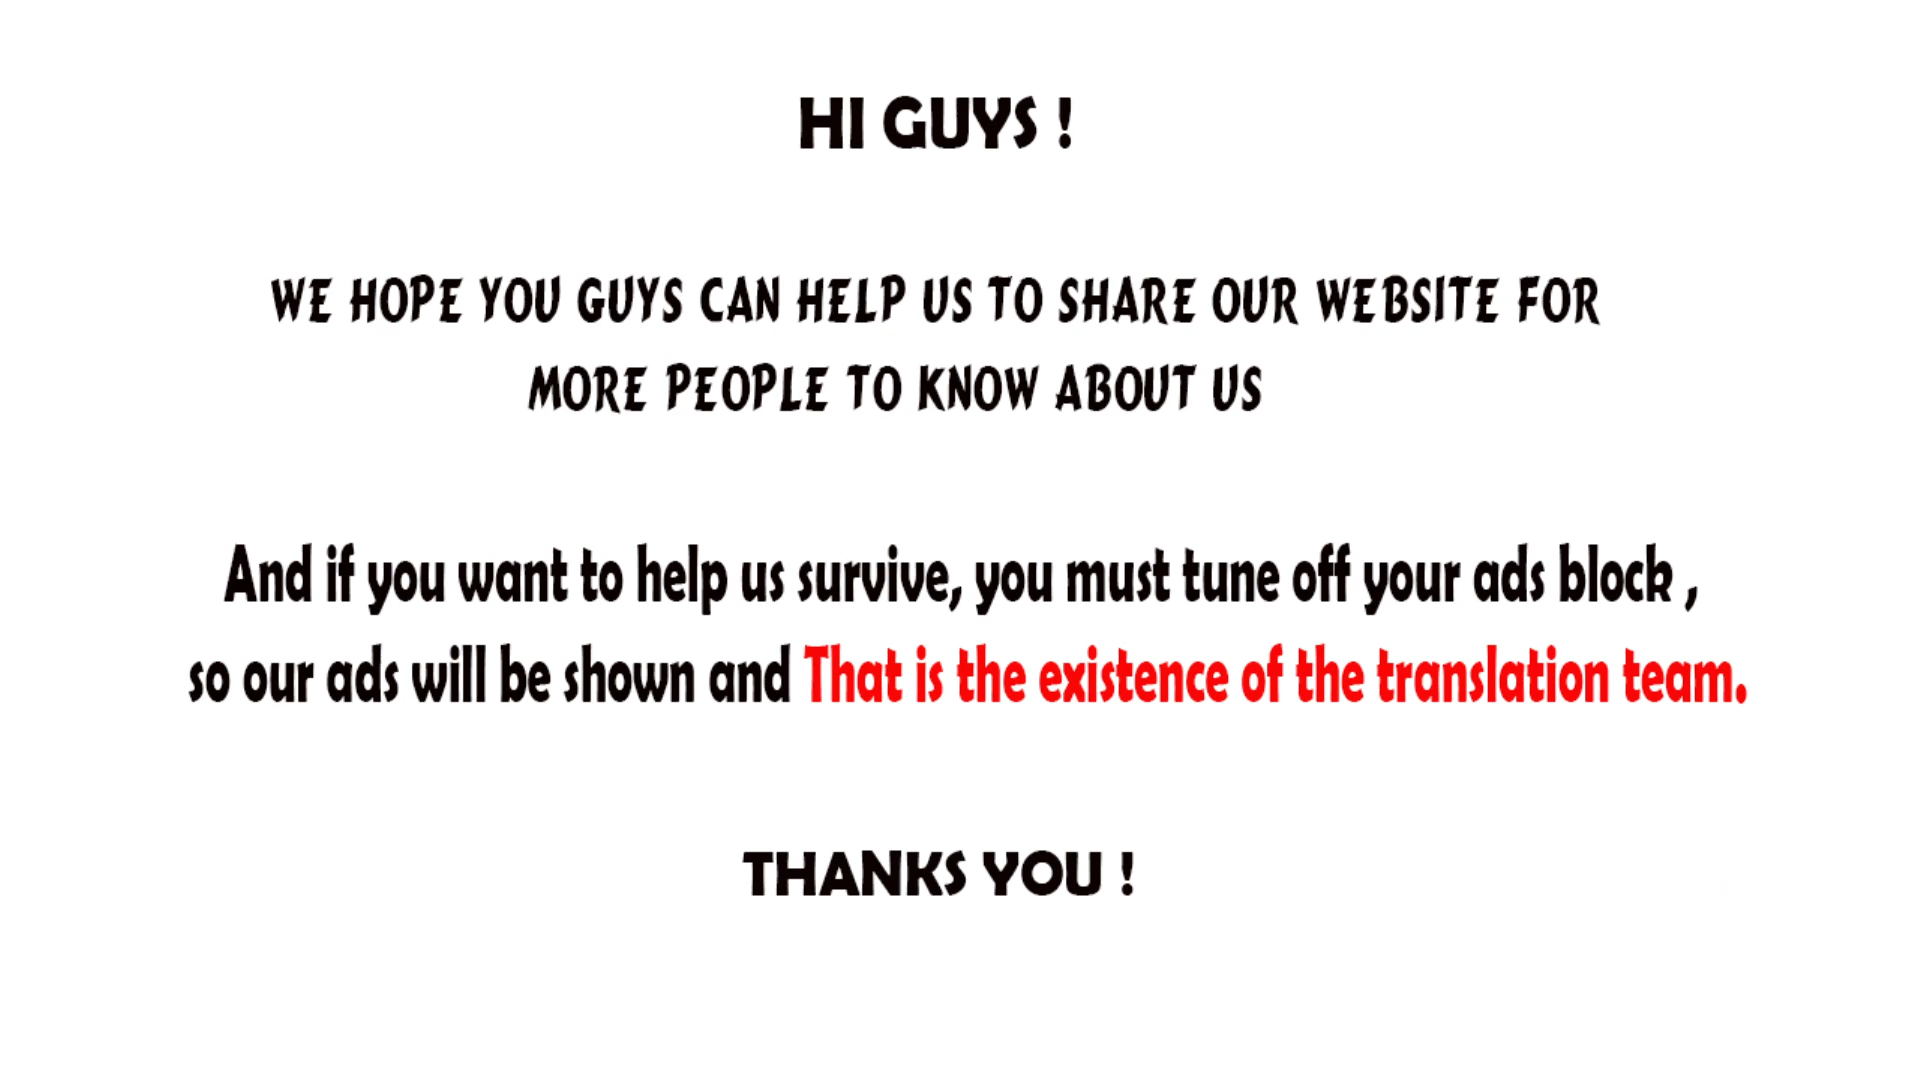 HI GUYS !
WE HOPE YOU GUYS CAN HELP US TO SHARE OUR WEBSITE FOR
MORE PEOPLE TO KNOW ABOUT US
And if you want to help us survive, you must tune off your ads block ,
so our ads will be shown and That is the existence of the translation team.
THANKS YOU !